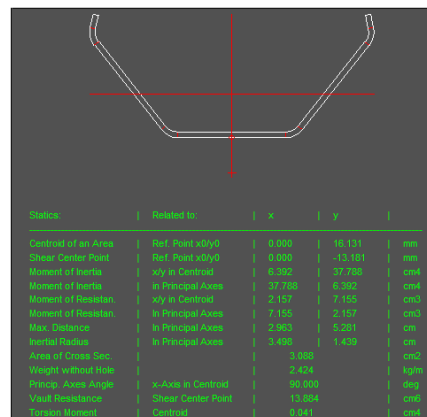 Statics: | Related to: | x | y |
Centroid of an Area | Ref. Point x0/y0 | 0.000 | 16.131 | mm
Shear Center Point | Ref. Point x0/y0 | 0.000 | -13.181 | mm
Moment of Inertia | x/y in Centroid | 6.392 | 37.788 | cm4
Moment of Inertia | in Principal Axes | 37.788 | 6.392 | cm4
Moment of Resistan. | x/y in Centroid | 2.157 | 7.155 | cm3
Moment of Resistan. | In Principal Axes | 7.155 | 2.157 | cm3
Max. Distance | In Principal Axes | 2.963 | 5.281 | cm
Inertial Radius | In Principal Axes | 3.498 | 1.439 | cm
Area of Cross Sec. | | 3.088 | cm2
Weight without Hole | | 2.424 | kg/m
Princip. Axes Angle | x-Axis in Centroid | 90.000 | deg
Vault Resistance | Shear Center Point | 13.884 | cm6
Torsion Moment | Centroid | 0.041 | cm4